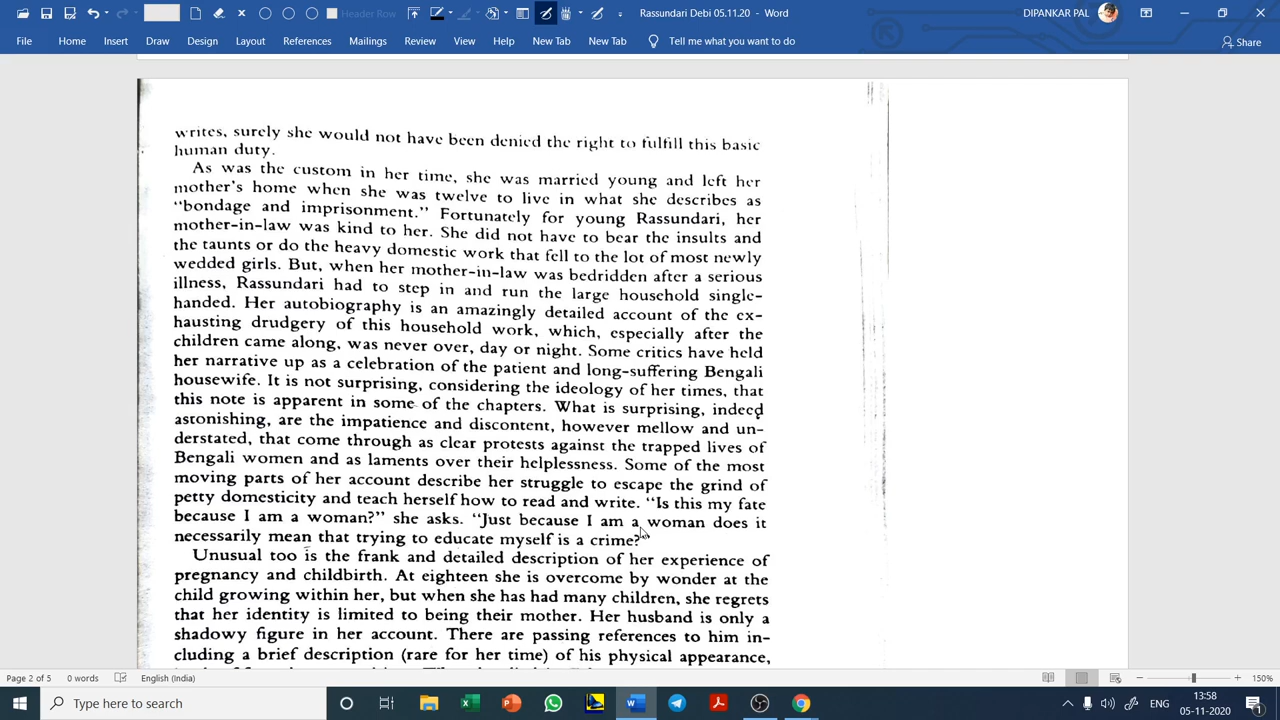 Rassundari Debi 05.11.20 - Word
DIPANKAR PAL
File Home Insert Draw Design Layout References Mailings Review View Help New Tab New Tab Tell me what you want to do
Share
writes, surely she would not have been denied the right to fulfill this basic
human duty.
As was the custom in her time, she was married young and left her
mother's home when she was twelve to live in what she describes as
"bondage and imprisonment." Fortunately for young Rassundari, her
mother-in-law was kind to her. She did not have to bear the insults and
the taunts or do the heavy domestic work that fell to the lot of most newly
wedded girls. But, when her mother-in-law was bedridden after a serious
illness, Rassundari had to step in and run the large household single-
handed. Her autobiography is an amazingly detailed account of the ex-
hausting drudgery of this household work, which, especially after the
children came along, was never over, day or night. Some critics have held
her narrative up as a celebration of the patient and long-suffering Bengali
housewife. It is not surprising, considering the ideology of her times, that
this note is apparent in some of the chapters. What is surprising, indeed
astonishing, are the impatience and discontent, however mellow and un-
derstated, that come through as clear protests against the trapped lives of
Bengali women and as laments over their helplessness. Some of the most
moving parts of her account describe her struggle to escape the grind of
petty domesticity and teach herself how to read and write. "Is this my fate
because I am a woman?" she asks. "Just because I am a woman does it
necessarily mean that trying to educate myself is a crime?"
Unusual too is the frank and detailed description of her experience of
pregnancy and childbirth. At eighteen she is overcome by wonder at the
child growing within her, but when she has had many children, she regrets
that her identity is limited to being their mother. Her husband is only a
shadowy figure in her account. There are passing references to him in-
cluding a brief description (rare for her time) of his physical appearance,
Page 2 of 5 0 words English (India) 150%
Type here to search
ENG
13:58
05-11-2020